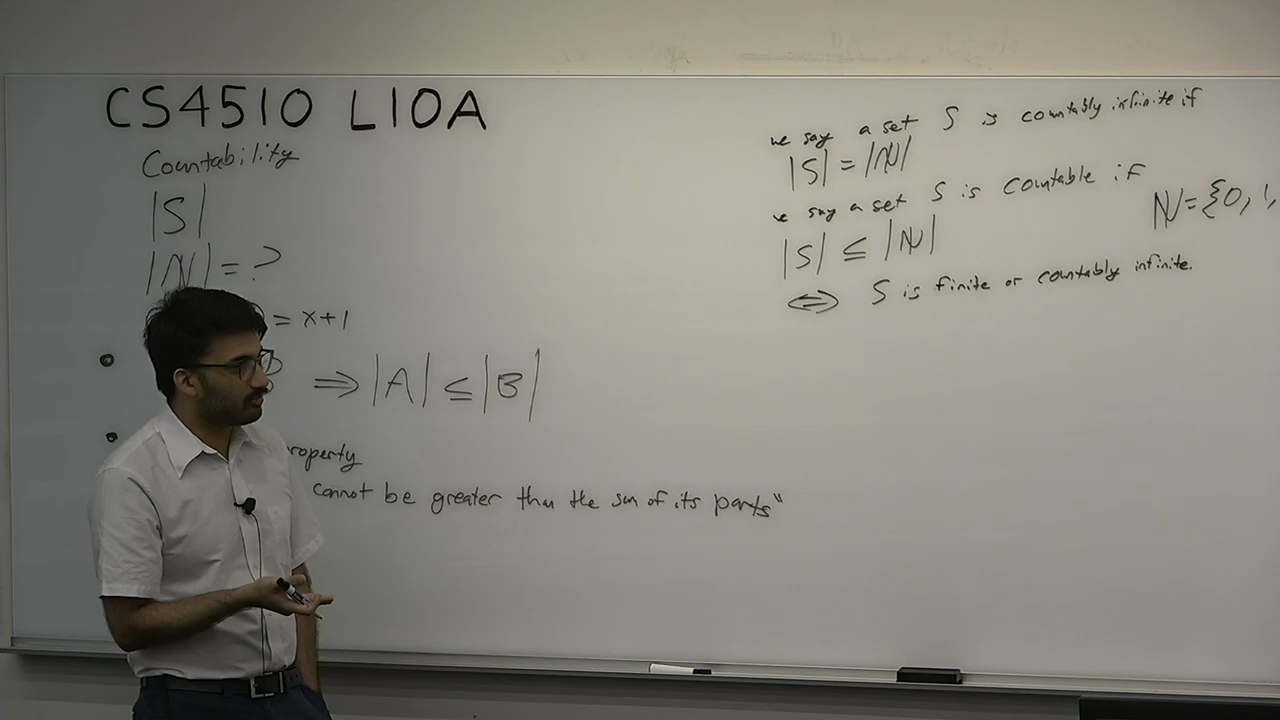 CS4510 L10A
Countability
|S|
|ℕ| = ?
= x+1
⇒ |A| ≤ |B|
roperty
cannot be greater than the sum of its parts"
we say a set S is countably infinite if
|S| = |ℕ|
we say a set S is countable if
|S| ≤ |ℕ|
⇔ S is finite or countably infinite.
ℕ = {0, 1,